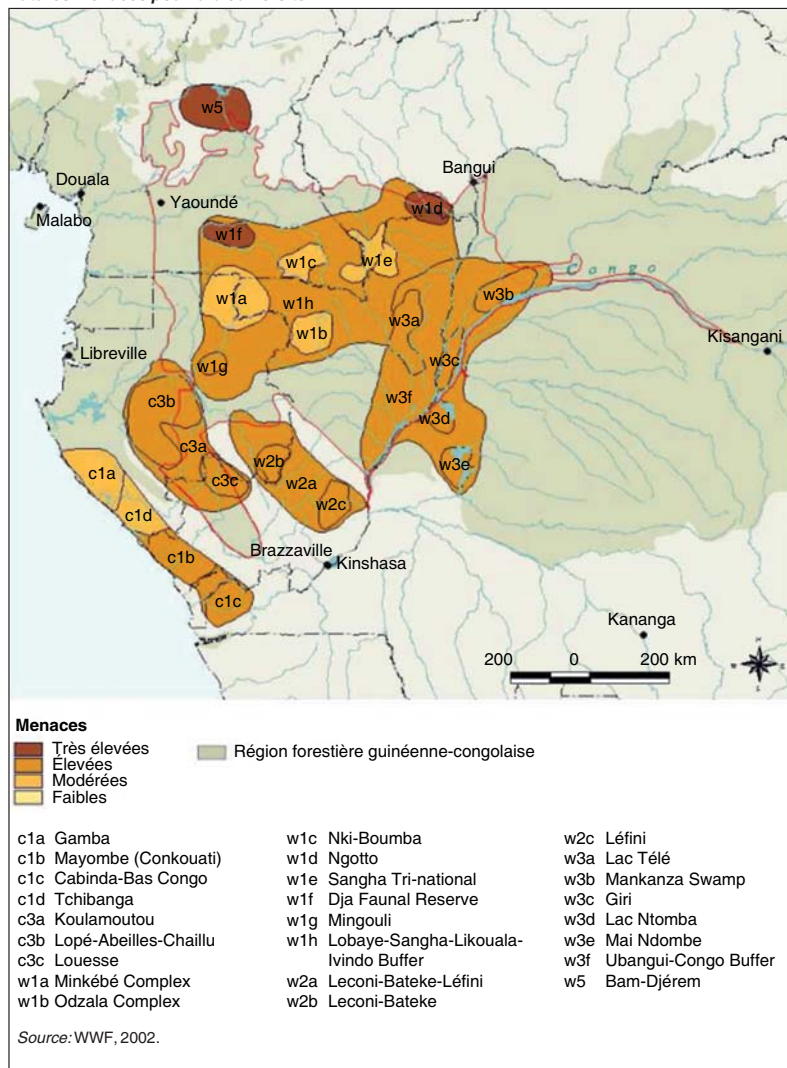 w5
Bangui
Douala
w1d
Yaoundé
Malabo
w1f
w1c
w1e
Congo
w1a
w1h
w3b
w3a
w1b
Kisangani
Libreville
w3c
w1g
c3b
w3f
w3d
c3a
w2b
w3e
c1a
c3c
w2a
w2c
c1d
Brazzaville
c1b
Kinshasa
c1c
Kananga
200 0 200 km
Menaces
Très élevées
Élevées
Modérées
Faibles
Région forestière guinéenne-congolaise
c1a Gamba
c1b Mayombe (Conkouati)
c1c Cabinda-Bas Congo
c1d Tchibanga
c3a Koulamoutou
c3b Lopé-Abeilles-Chaillu
c3c Louesse
w1a Minkébé Complex
w1b Odzala Complex
w1c Nki-Boumba
w1d Ngotto
w1e Sangha Tri-national
w1f Dja Faunal Reserve
w1g Mingouli
w1h Lobaye-Sangha-Likouala-
Ivindo Buffer
w2a Leconi-Bateke-Léfini
w2b Leconi-Bateke
w2c Léfini
w3a Lac Télé
w3b Mankanza Swamp
w3c Giri
w3d Lac Ntomba
w3e Mai Ndombe
w3f Ubangui-Congo Buffer
w5 Bam-Djérem
Source: WWF, 2002.